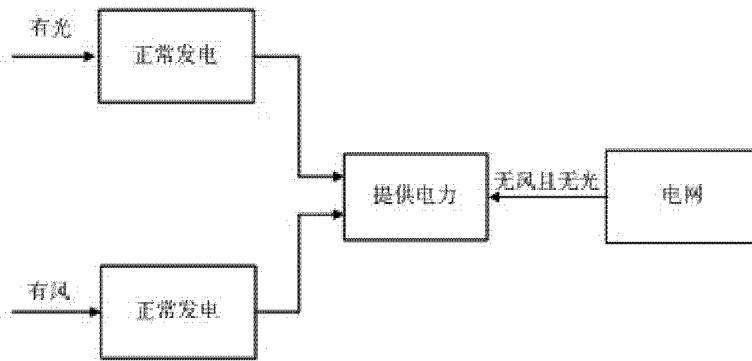 有光
正常发电
提供电力
无风且无光
电网
有风
正常发电